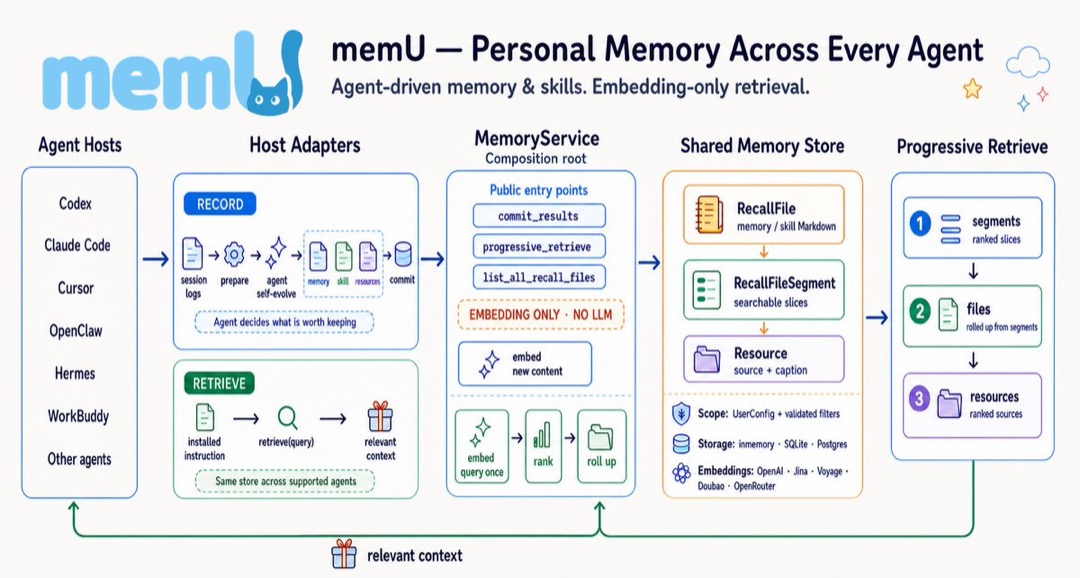 memU
memU — Personal Memory Across Every Agent
Agent-driven memory & skills. Embedding-only retrieval.
Agent Hosts
Codex
Claude Code
Cursor
OpenClaw
Hermes
WorkBuddy
Other agents
Host Adapters
RECORD
session
logs
prepare
agent
self-evolve
memory
skill
resources
commit
Agent decides what is worth keeping
RETRIEVE
installed
instruction
retrieve(query)
relevant
context
Same store across supported agents
MemoryService
Composition root
Public entry points
commit_results
progressive_retrieve
list_all_recall_files
EMBEDDING ONLY · NO LLM
embed
new content
embed
query once
rank
roll up
Shared Memory Store
RecallFile
memory / skill Markdown
RecallFileSegment
searchable slices
Resource
source + caption
Scope: UserConfig + validated filters
Storage: inmemory · SQLite · Postgres
Embeddings: OpenAI · Jina · Voyage ·
Doubao · OpenRouter
Progressive Retrieve
1 segments
ranked slices
2 files
rolled up from segments
3 resources
ranked sources
relevant context